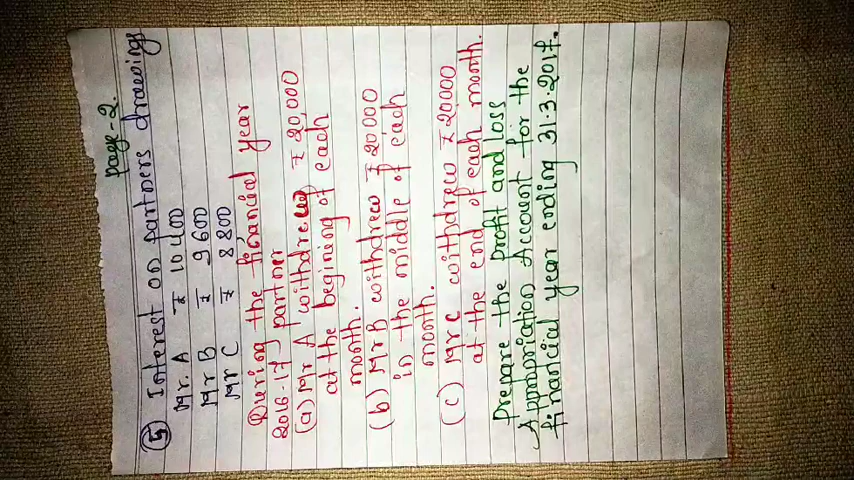 page-2.
(5) Interest on partners drawings
Mr. A ₹ 10400
Mr B ₹ 9600
Mr C ₹ 8800
During the financial year
2016-17 partner
(a) Mr A withdrew ₹ 20,000
at the begining of each
month.
(b) Mr B withdrew ₹ 20000
in the middle of each
month.
(c) Mr C withdrew ₹ 20000
at the end of each month.
Prepare the profit and loss
Appropriation Account for the
financial year ending 31.3.2017.